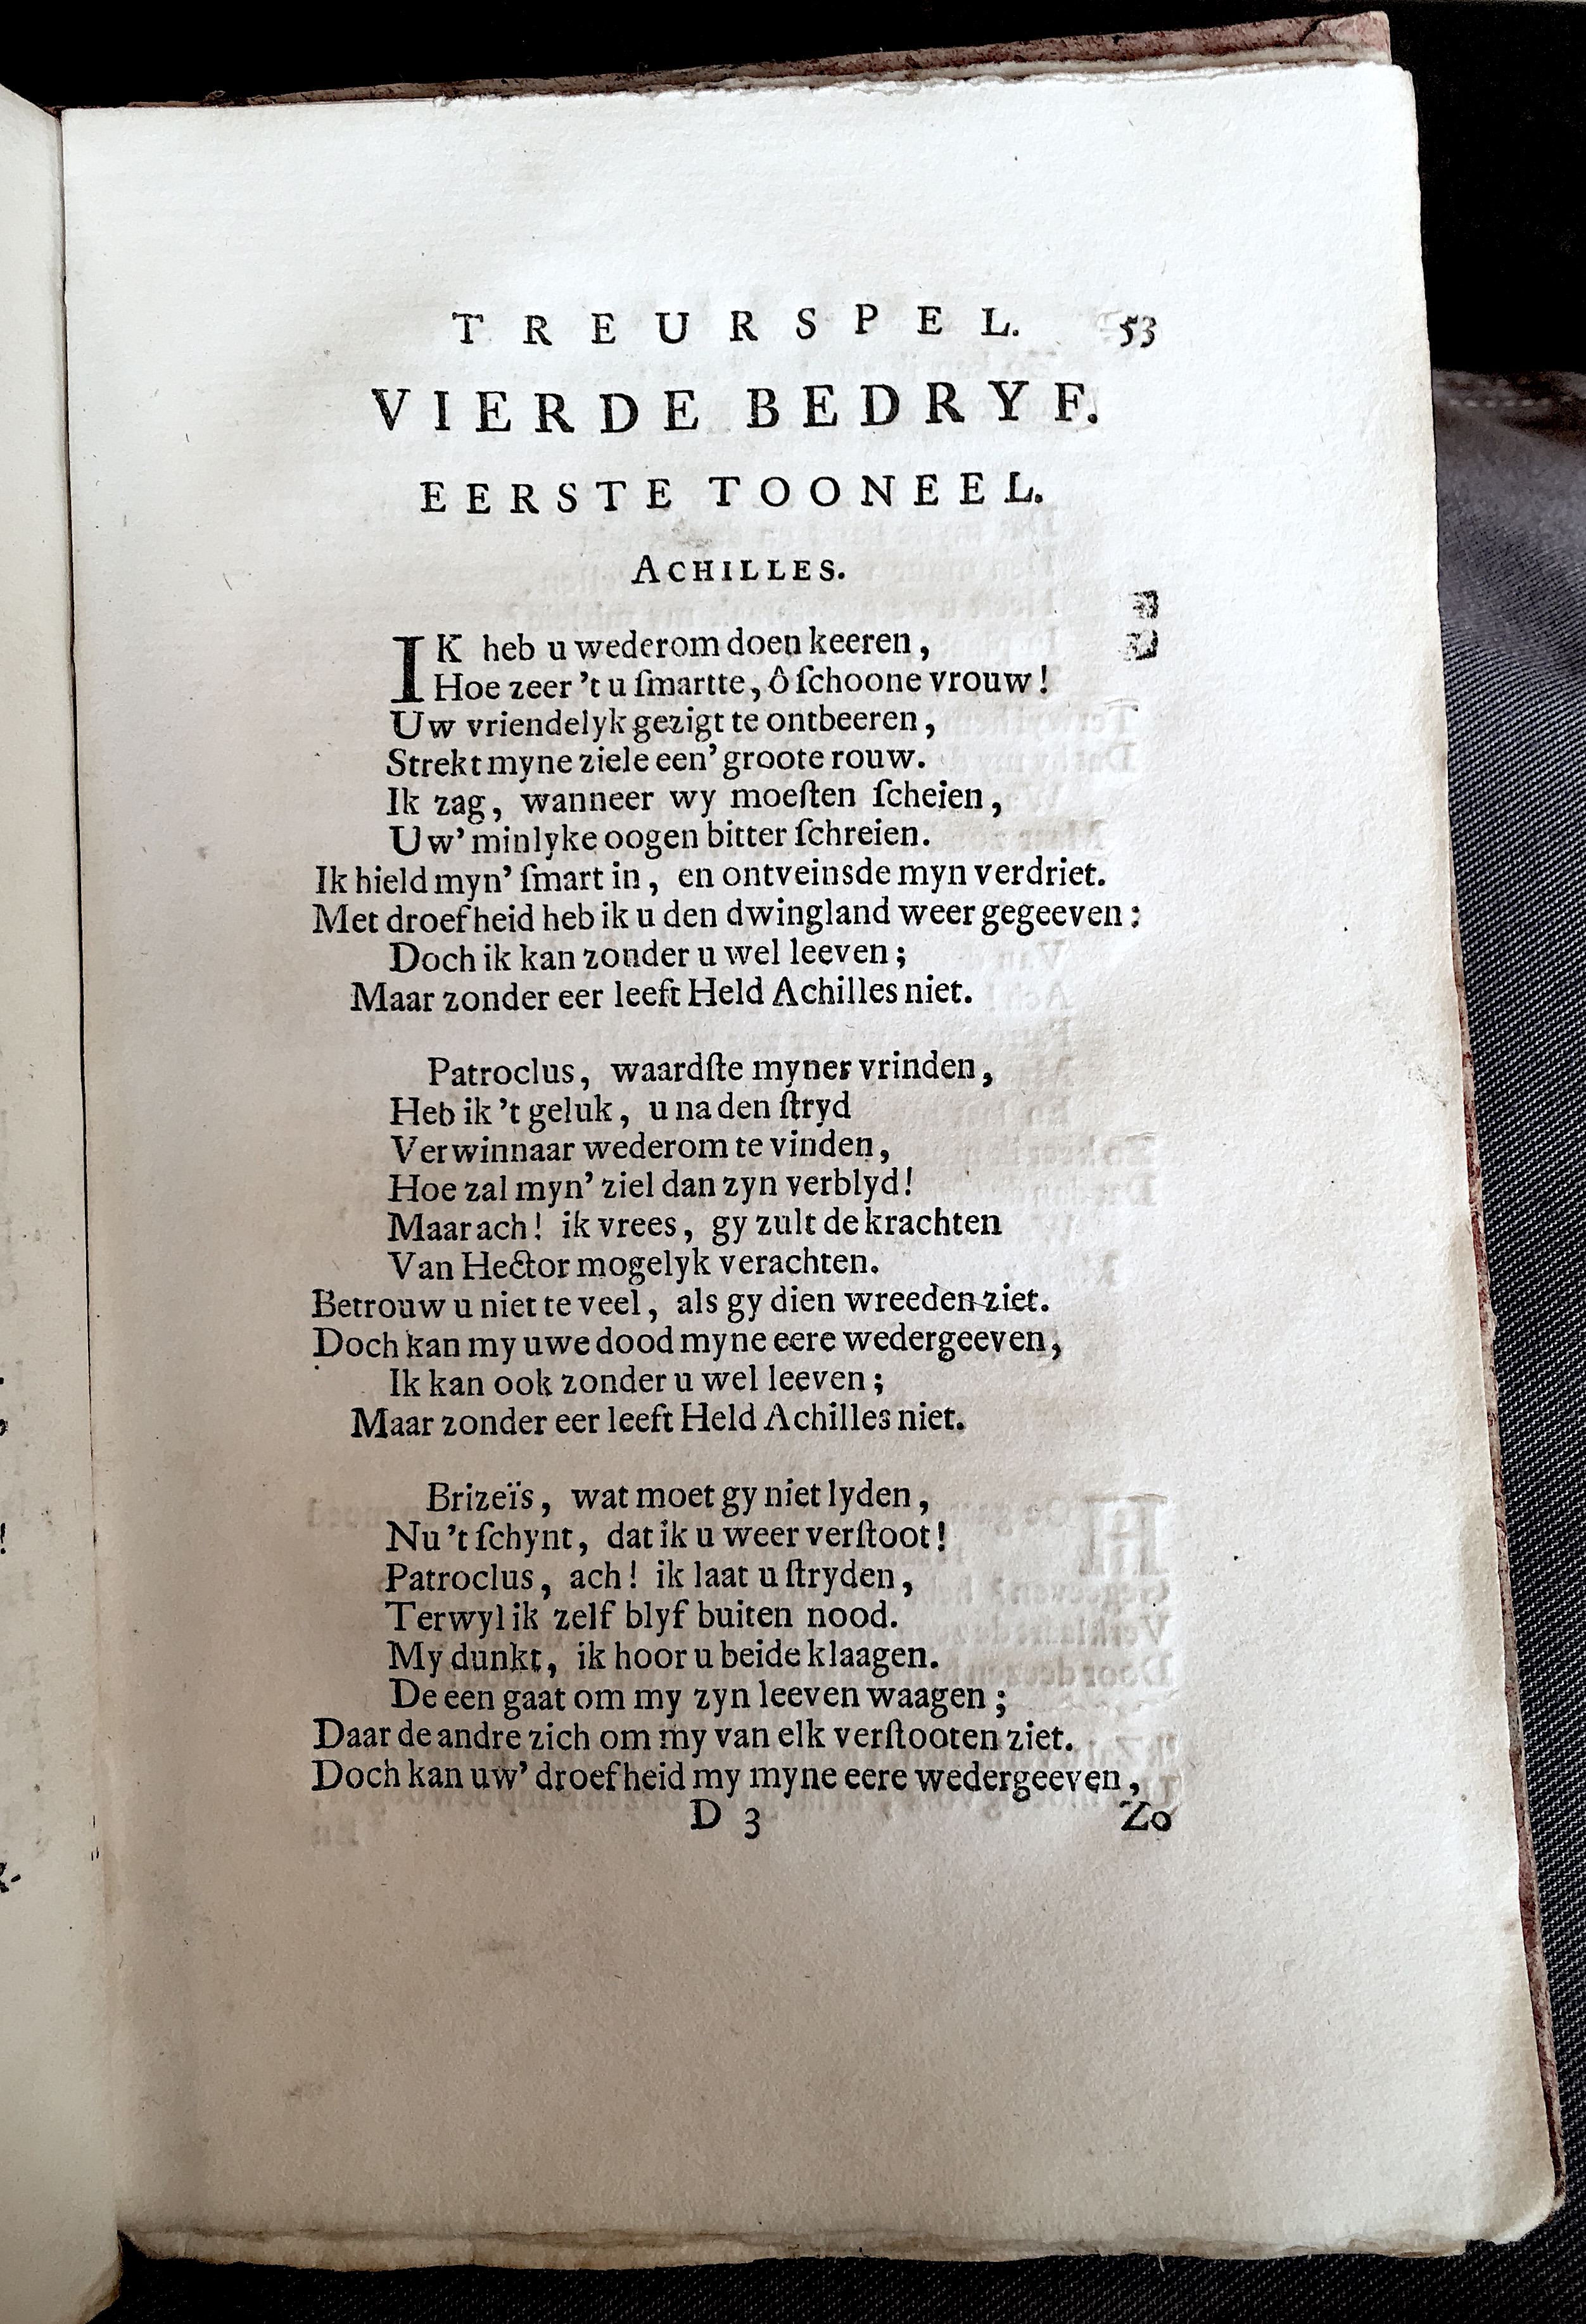 TREURSPEL. 53
VIERDE BEDRYF.
EERSTE TOONEEL.
ACHILLES.
IK heb u wederom doen keeren,
Hoe zeer 't u ſmartte, ô ſchoone vrouw!
Uw vriendelyk gezigt te ontbeeren,
Strekt myne ziele een' groote rouw.
Ik zag, wanneer wy moeſten ſcheien,
Uw' minlyke oogen bitter ſchreien.
Ik hield myn' ſmart in, en ontveinsde myn verdriet.
Met droefheid heb ik u den dwingland weer gegeeven:
Doch ik kan zonder u wel leeven;
Maar zonder eer leeft Held Achilles niet.
Patroclus, waardſte myner vrinden,
Heb ik 't geluk, u na den ſtryd
Verwinnaar wederom te vinden,
Hoe zal myn' ziel dan zyn verblyd!
Maar ach! ik vrees, gy zult de krachten
Van Hector mogelyk verachten.
Betrouw u niet te veel, als gy dien wreeden ziet.
Doch kan my uwe dood myne eere wedergeeven,
Ik kan ook zonder u wel leeven;
Maar zonder eer leeft Held Achilles niet.
Brizeïs, wat moet gy niet lyden,
Nu 't ſchynt, dat ik u weer verſtoot!
Patroclus, ach! ik laat u ſtryden,
Terwyl ik zelf blyf buiten nood.
My dunkt, ik hoor u beide klaagen.
De een gaat om my zyn leeven waagen;
Daar de andre zich om my van elk verſtooten ziet.
Doch kan uw' droefheid my myne eere wedergeeven,
D 3 Zo